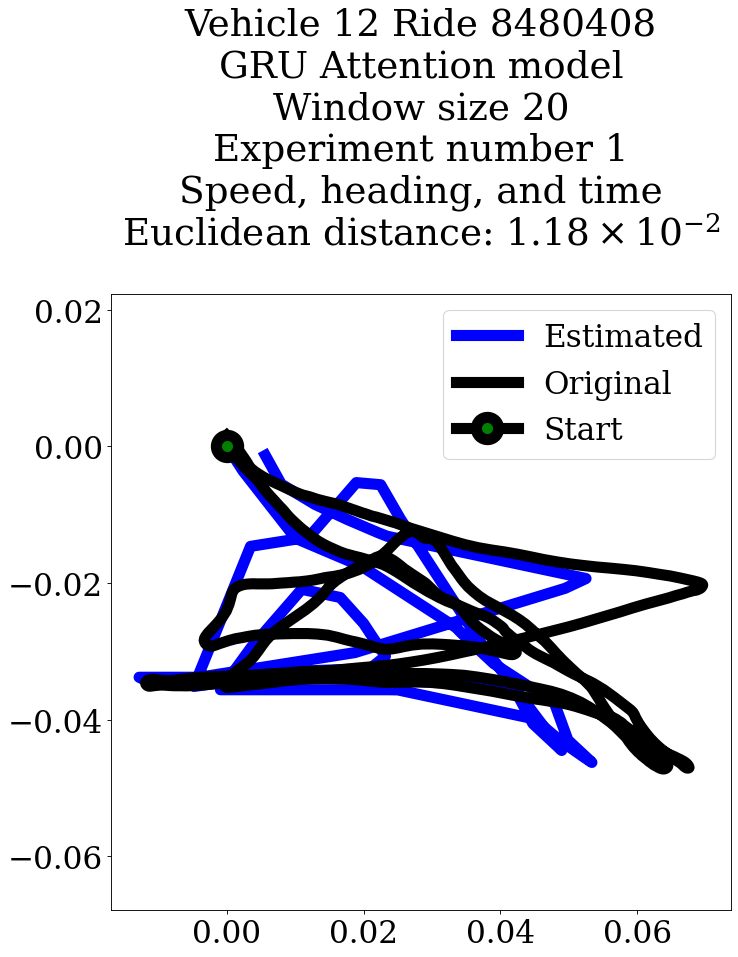 Vehicle 12 Ride 8480408
GRU Attention model
Window size 20
Experiment number 1
Speed, heading, and time
Euclidean distance: 1.18 × 10⁻²
0.02
0.00
−0.02
−0.04
−0.06
Estimated
Original
Start
0.00 0.02 0.04 0.06